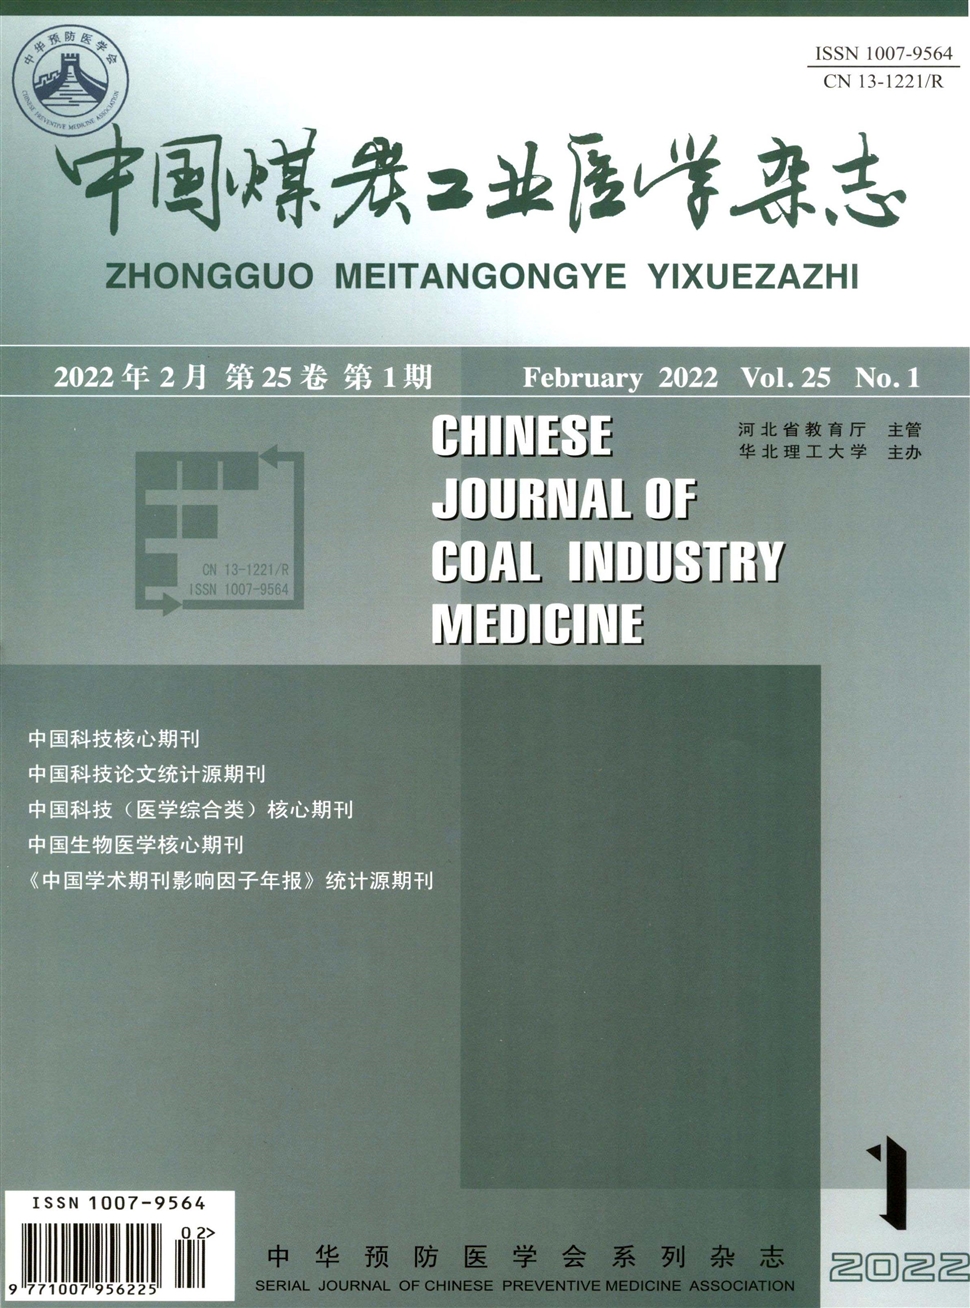 中华预防医学会
CHINESE PREVENTIVE MEDICINE ASSOCIATION
ISSN 1007-9564
CN 13-1221/R
中国煤炭工业医学杂志
ZHONGGUO MEITANGONGYE YIXUEZAZHI
2022年2月 第25卷 第1期 February 2022 Vol.25 No.1
CHINESE
JOURNAL OF
COAL INDUSTRY
MEDICINE
河北省教育厅 主管
华北理工大学 主办
CN 13-1221/R
ISSN 1007-9564
中国科技核心期刊
中国科技论文统计源期刊
中国科技（医学综合类）核心期刊
中国生物医学核心期刊
《中国学术期刊影响因子年报》统计源期刊
1
2022
ISSN 1007-9564
02>
9 771007 956225
中华预防医学会系列杂志
SERIAL JOURNAL OF CHINESE PREVENTIVE MEDICINE ASSOCIATION